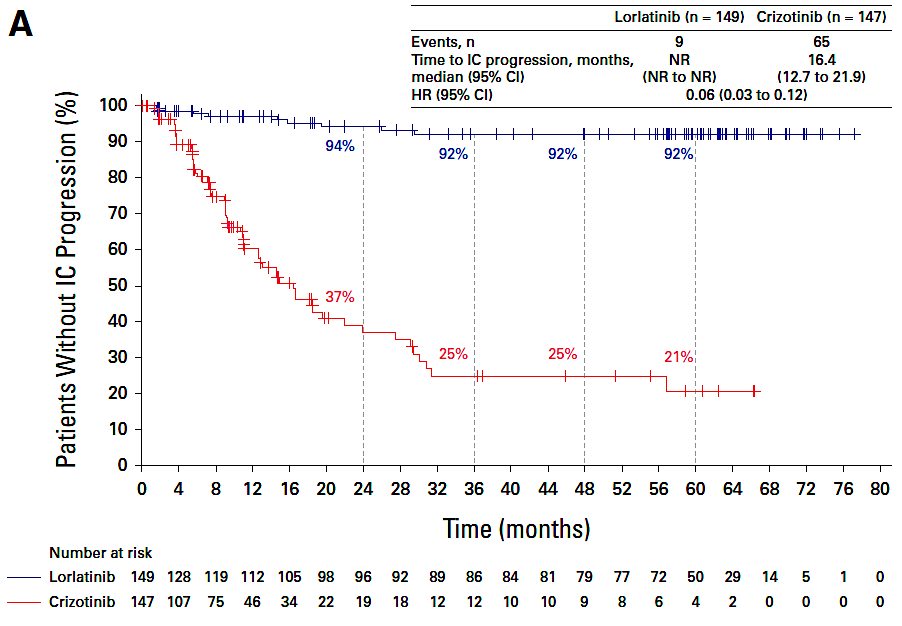 A
Lorlatinib (n = 149) Crizotinib (n = 147)
Events, n 9 65
Time to IC progression, months, NR 16.4
median (95% CI) (NR to NR) (12.7 to 21.9)
HR (95% CI) 0.06 (0.03 to 0.12)
Patients Without IC Progression (%)
100
90
80
70
60
50
40
30
20
10
0
94% 92% 92% 92%
37% 25% 25% 21%
0 4 8 12 16 20 24 28 32 36 40 44 48 52 56 60 64 68 72 76 80
Time (months)
Number at risk
Lorlatinib 149 128 119 112 105 98 96 92 89 86 84 81 79 77 72 50 29 14 5 1 0
Crizotinib 147 107 75 46 34 22 19 18 12 12 10 10 9 8 6 4 2 0 0 0 0